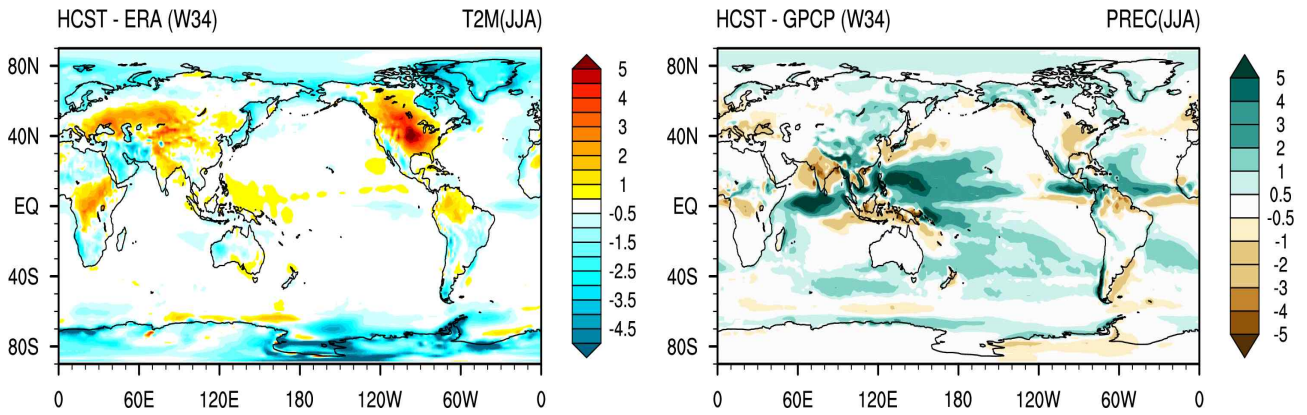 HCST - ERA (W34) T2M(JJA)
80N
40N
EQ
40S
80S
0 60E 120E 180 120W 60W 0
5
4
3
2
1
-0.5
-1.5
-2.5
-3.5
-4.5
HCST - GPCP (W34) PREC(JJA)
80N
40N
EQ
40S
80S
0 60E 120E 180 120W 60W 0
5
4
3
2
1
0.5
-0.5
-1
-2
-3
-4
-5